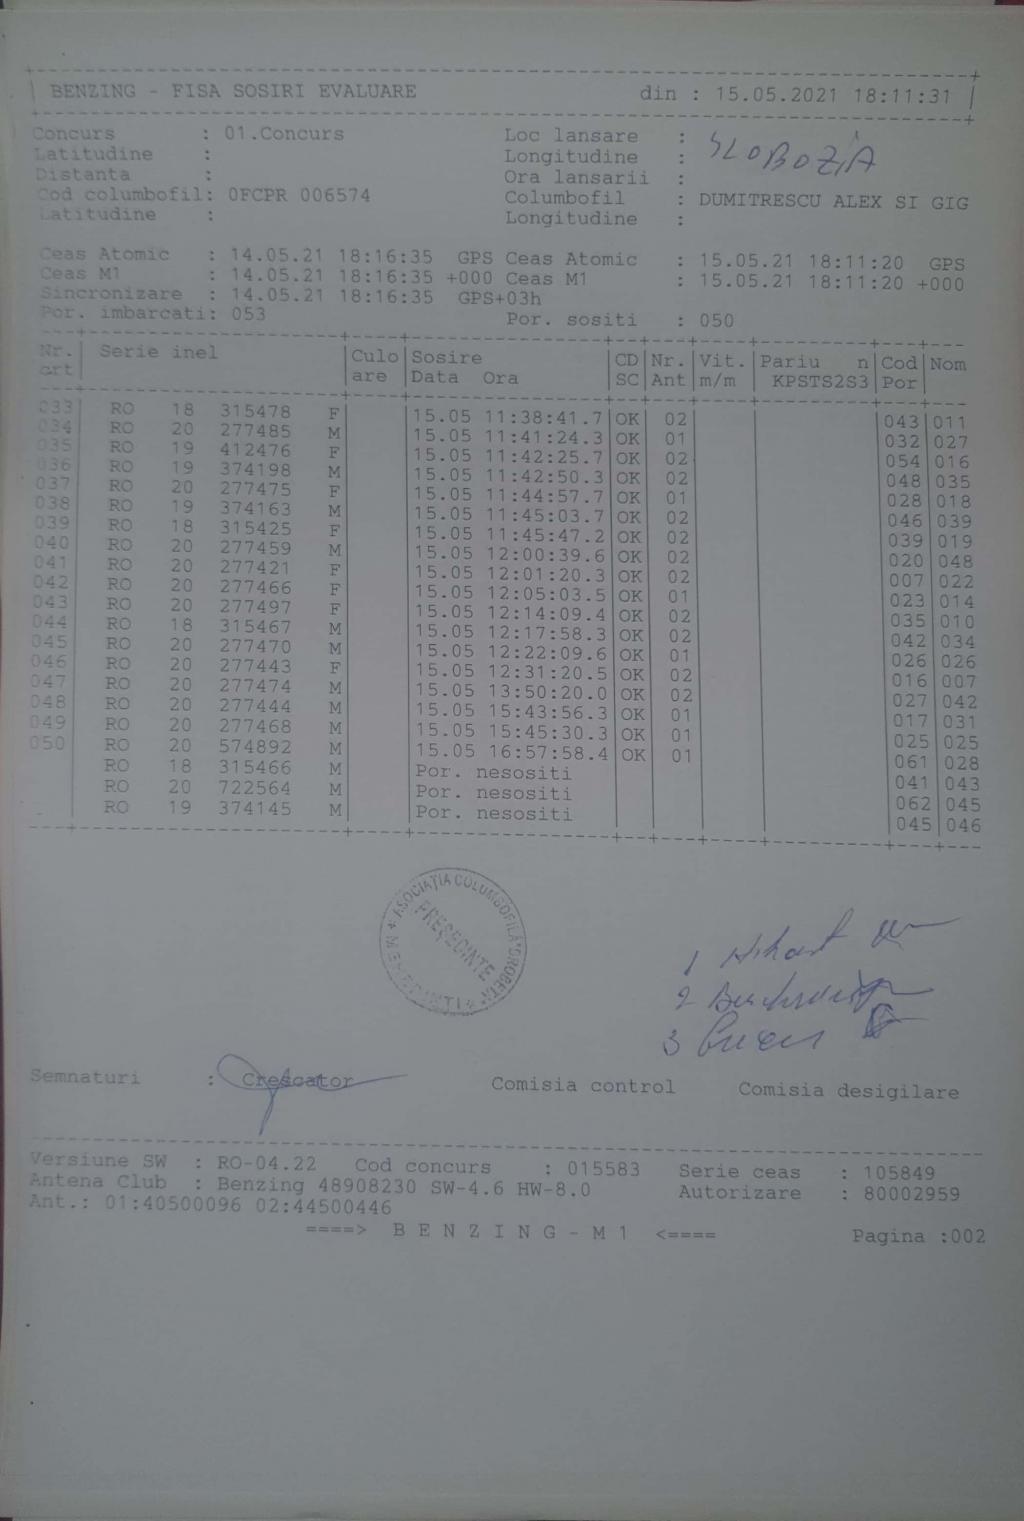 BENZING - FISA SOSIRI EVALUARE din : 15.05.2021 18:11:31
Concurs : 01.Concurs Loc lansare : SLOBOZIA
Latitudine : Longitudine :
Distanta : Ora lansarii :
Cod columbofil: 0FCPR 006574 Columbofil : DUMITRESCU ALEX SI GIG
Latitudine : Longitudine :
Ceas Atomic : 14.05.21 18:16:35 GPS Ceas Atomic : 15.05.21 18:11:20 GPS
Ceas M1 : 14.05.21 18:16:35 +000 Ceas M1 : 15.05.21 18:11:20 +000
Sincronizare : 14.05.21 18:16:35 GPS+03h
Por. imbarcati: 053 Por. sositi : 050
Nr. Serie inel Culo Sosire CD Nr. Vit. Pariu n Cod Nom
crt are Data Ora SC Ant m/m KPSTS2S3 Por
033 RO 18 315478 F 15.05 11:38:41.7 OK 02 043 011
034 RO 20 277485 M 15.05 11:41:24.3 OK 01 032 027
035 RO 19 412476 F 15.05 11:42:25.7 OK 02 054 016
036 RO 19 374198 M 15.05 11:42:50.3 OK 02 048 035
037 RO 20 277475 F 15.05 11:44:57.7 OK 01 028 018
038 RO 19 374163 M 15.05 11:45:03.7 OK 02 046 039
039 RO 18 315425 F 15.05 11:45:47.2 OK 02 039 019
040 RO 20 277459 M 15.05 12:00:39.6 OK 02 020 048
041 RO 20 277421 F 15.05 12:01:20.3 OK 02 007 022
042 RO 20 277466 F 15.05 12:05:03.5 OK 01 023 014
043 RO 20 277497 F 15.05 12:14:09.4 OK 02 035 010
044 RO 18 315467 M 15.05 12:17:58.3 OK 02 042 034
045 RO 20 277470 M 15.05 12:22:09.6 OK 01 026 026
046 RO 20 277443 F 15.05 12:31:20.5 OK 02 016 007
047 RO 20 277474 M 15.05 13:50:20.0 OK 02 027 042
048 RO 20 277444 M 15.05 15:43:56.3 OK 01 017 031
049 RO 20 277468 M 15.05 15:45:30.3 OK 01 025 025
050 RO 20 574892 M 15.05 16:57:58.4 OK 01 061 028
RO 18 315466 M Por. nesositi 041 043
RO 20 722564 M Por. nesositi 062 045
RO 19 374145 M Por. nesositi 045 046
ASOCIAȚIA COLUMBOFILĂ "DROBETA" MEHEDINTI
PREȘEDINTE
1
2
3
Semnaturi : Crescator Comisia control Comisia desigilare
Versiune SW : RO-04.22 Cod concurs : 015583 Serie ceas : 105849
Antena Club : Benzing 48908230 SW-4.6 HW-8.0 Autorizare : 80002959
Ant.: 01:40500096 02:44500446
====> B E N Z I N G - M 1 <==== Pagina :002